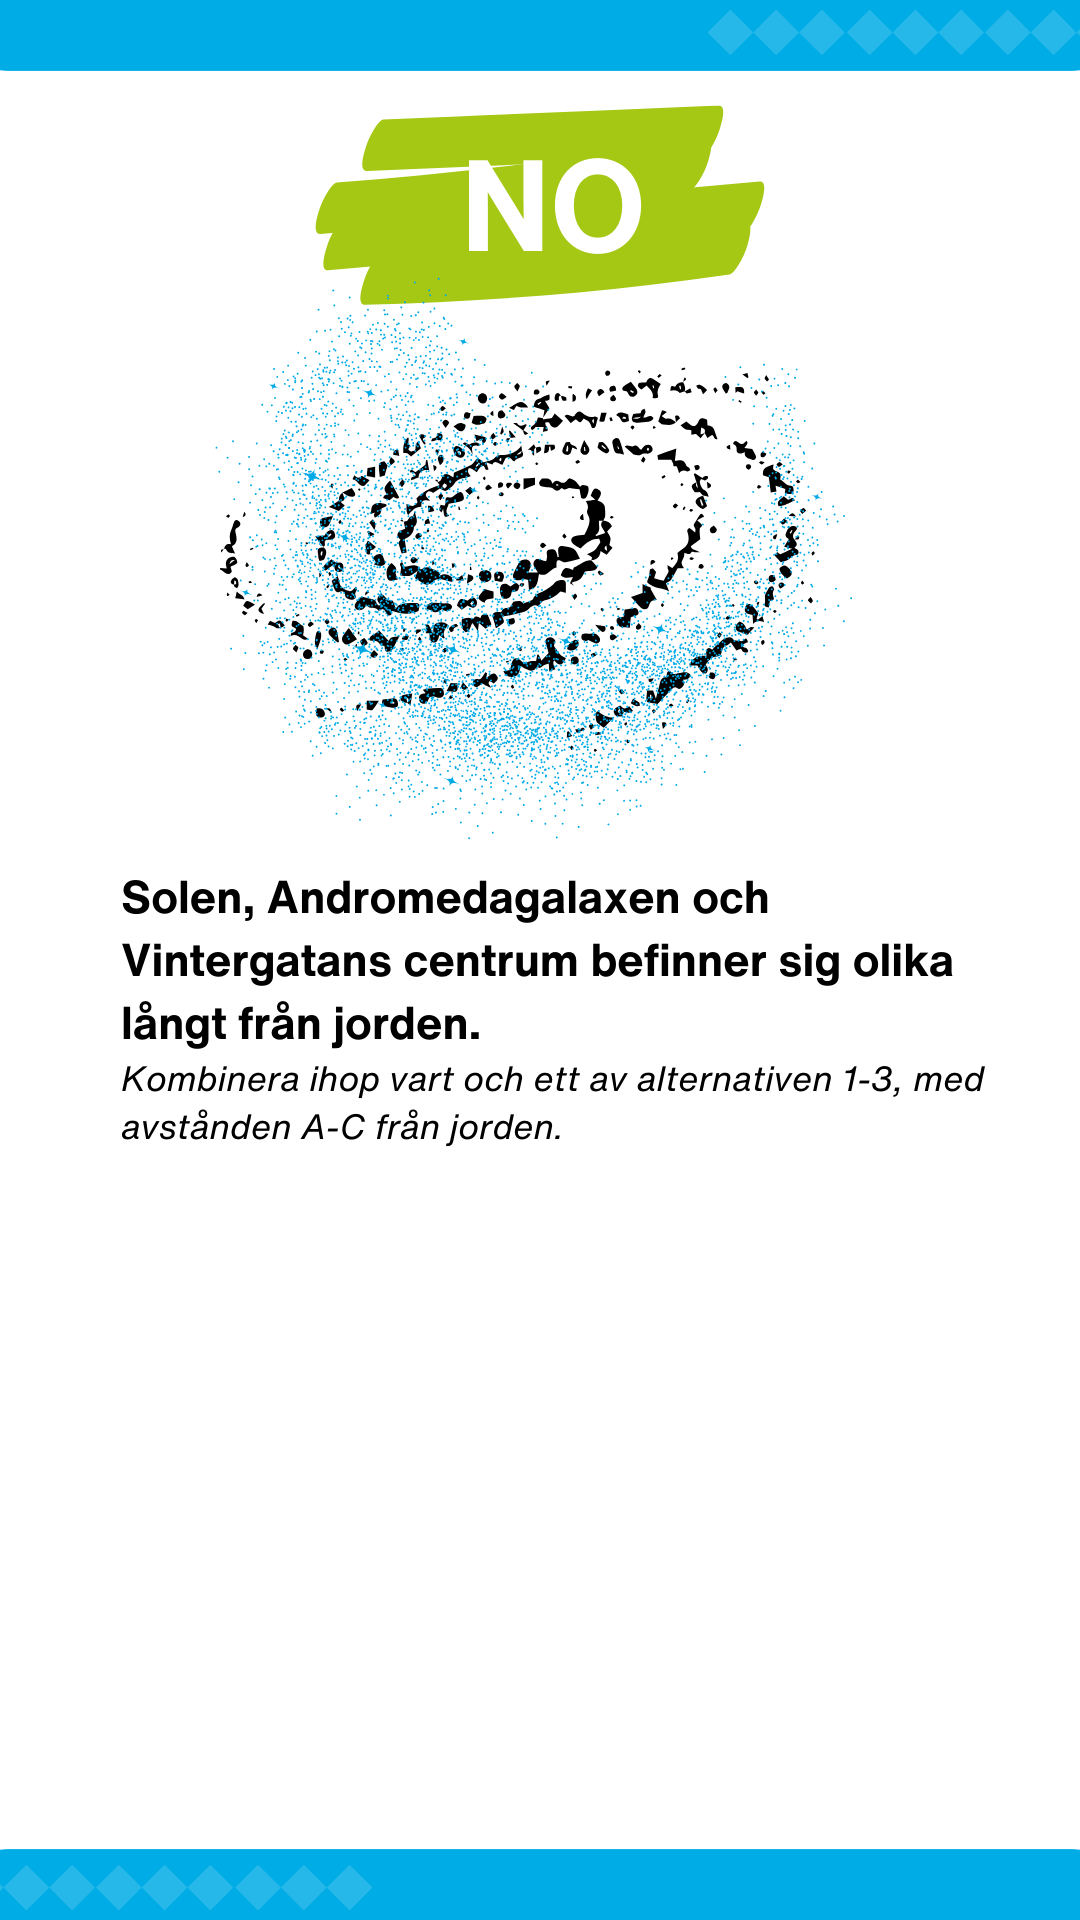 NO
Solen, Andromedagalaxen och
Vintergatans centrum befinner sig olika
långt från jorden.
Kombinera ihop vart och ett av alternativen 1-3, med
avstånden A-C från jorden.